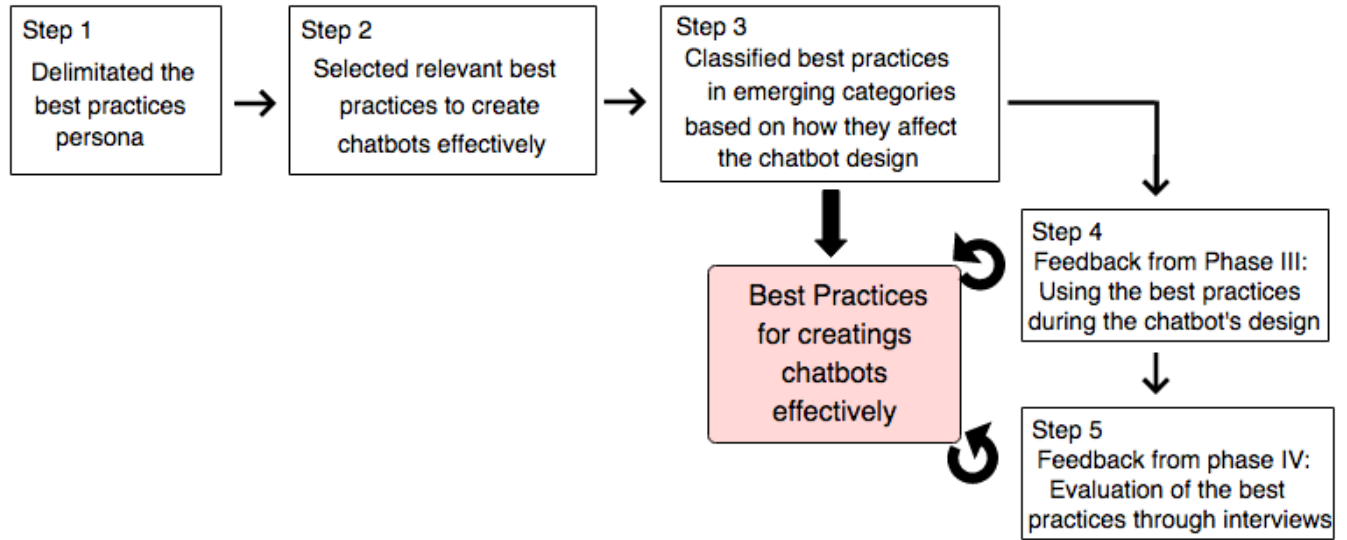 Step 1
Delimitated the
best practices
persona
Step 2
Selected relevant best
practices to create
chatbots effectively
Step 3
Classified best practices
in emerging categories
based on how they affect
the chatbot design
Best Practices
for creatings
chatbots
effectively
Step 4
Feedback from Phase III:
Using the best practices
during the chatbot's design
Step 5
Feedback from phase IV:
Evaluation of the best
practices through interviews